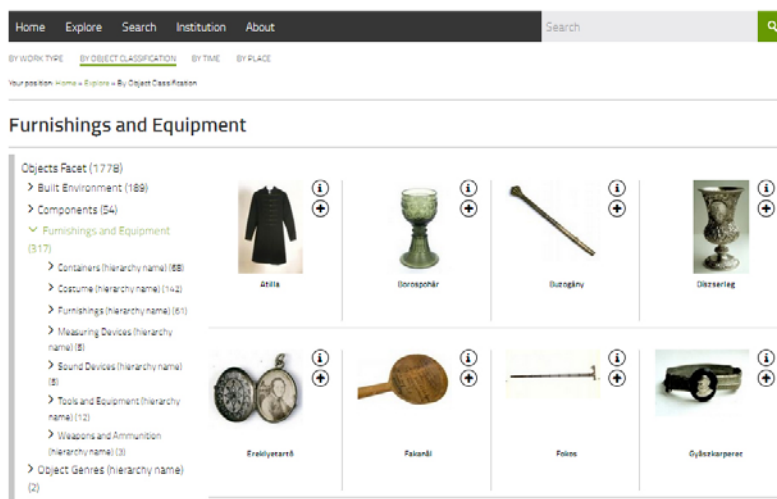 Home Explore Search Institution About Search
BY WORK TYPE BY OBJECT CLASSIFICATION BY TIME BY PLACE
Your position: Home » Explore » By Object Classification
Furnishings and Equipment
Objects Facet (1778)
Built Environment (189)
Components (54)
Furnishings and Equipment
(317)
Containers (hierarchy name) (68)
Costume (hierarchy name) (142)
Furnishings (hierarchy name) (61)
Measuring Devices (hierarchy
name) (6)
Sound Devices (hierarchy name)
(5)
Tools and Equipment (hierarchy
name) (12)
Weapons and Ammunition
(hierarchy name) (3)
Object Genres (hierarchy name)
(2)
Atilla Borospohár Buzogány Díszserleg
Ereklyetartó Fakanál Fokos Gyászkarperec